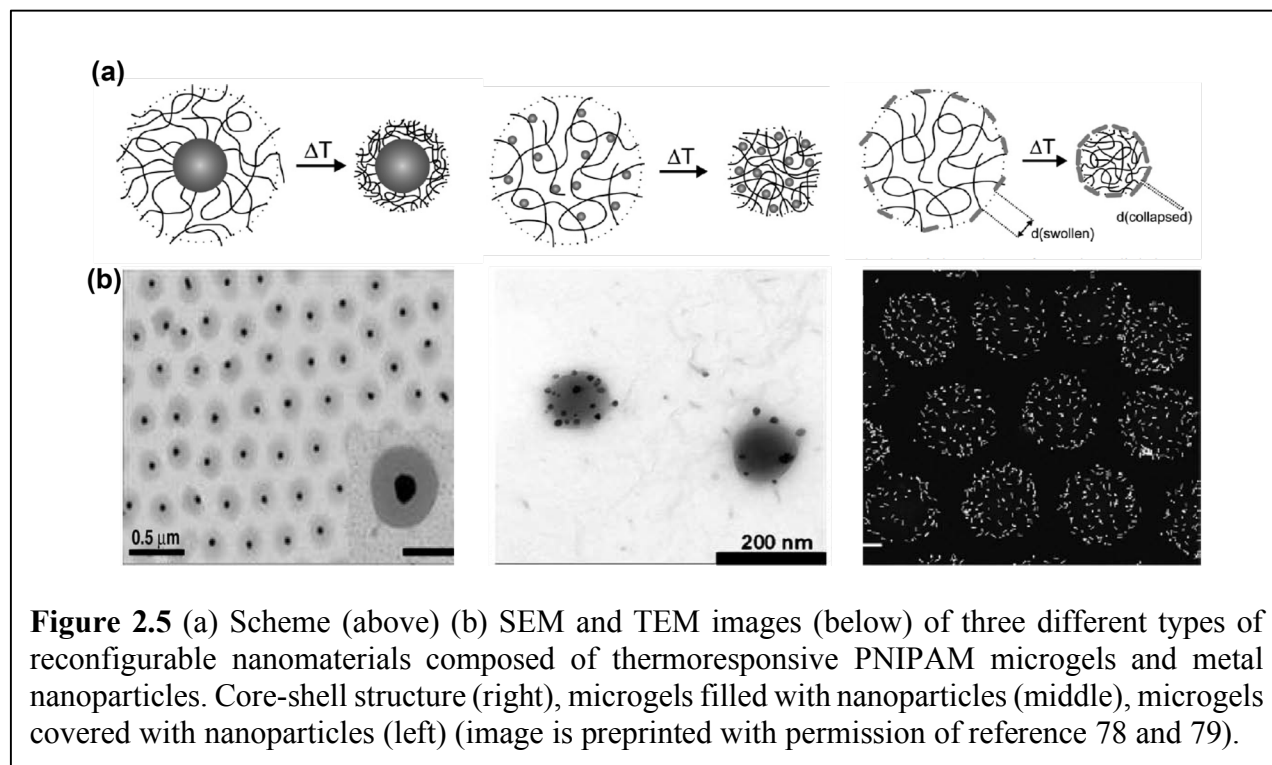 (a)
ΔT
ΔT
ΔT
d(swollen)
d(collapsed)
(b)
0.5 μm
200 nm
Figure 2.5 (a) Scheme (above) (b) SEM and TEM images (below) of three different types of
reconfigurable nanomaterials composed of thermoresponsive PNIPAM microgels and metal
nanoparticles. Core-shell structure (right), microgels filled with nanoparticles (middle), microgels
covered with nanoparticles (left) (image is preprinted with permission of reference 78 and 79).